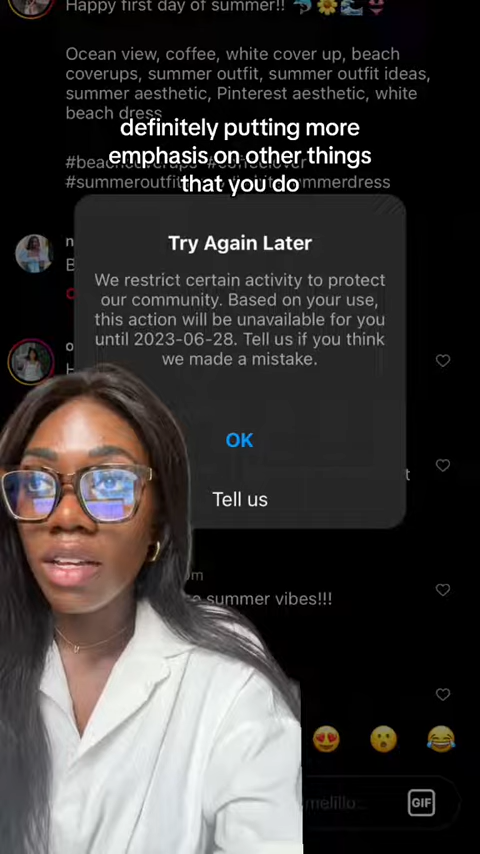 Happy first day of summer!! 🐬🌼🌊👙
Ocean view, coffee, white cover up, beach
coverups, summer outfit, summer outfit ideas,
summer aesthetic, Pinterest aesthetic, white
beach dress
definitely putting more
emphasis on other things
that you do
#summeroutfit
Try Again Later
We restrict certain activity to protect
our community. Based on your use,
this action will be unavailable for you
until 2023-06-28. Tell us if you think
we made a mistake.
OK
Tell us
summer vibes!!!
GIF